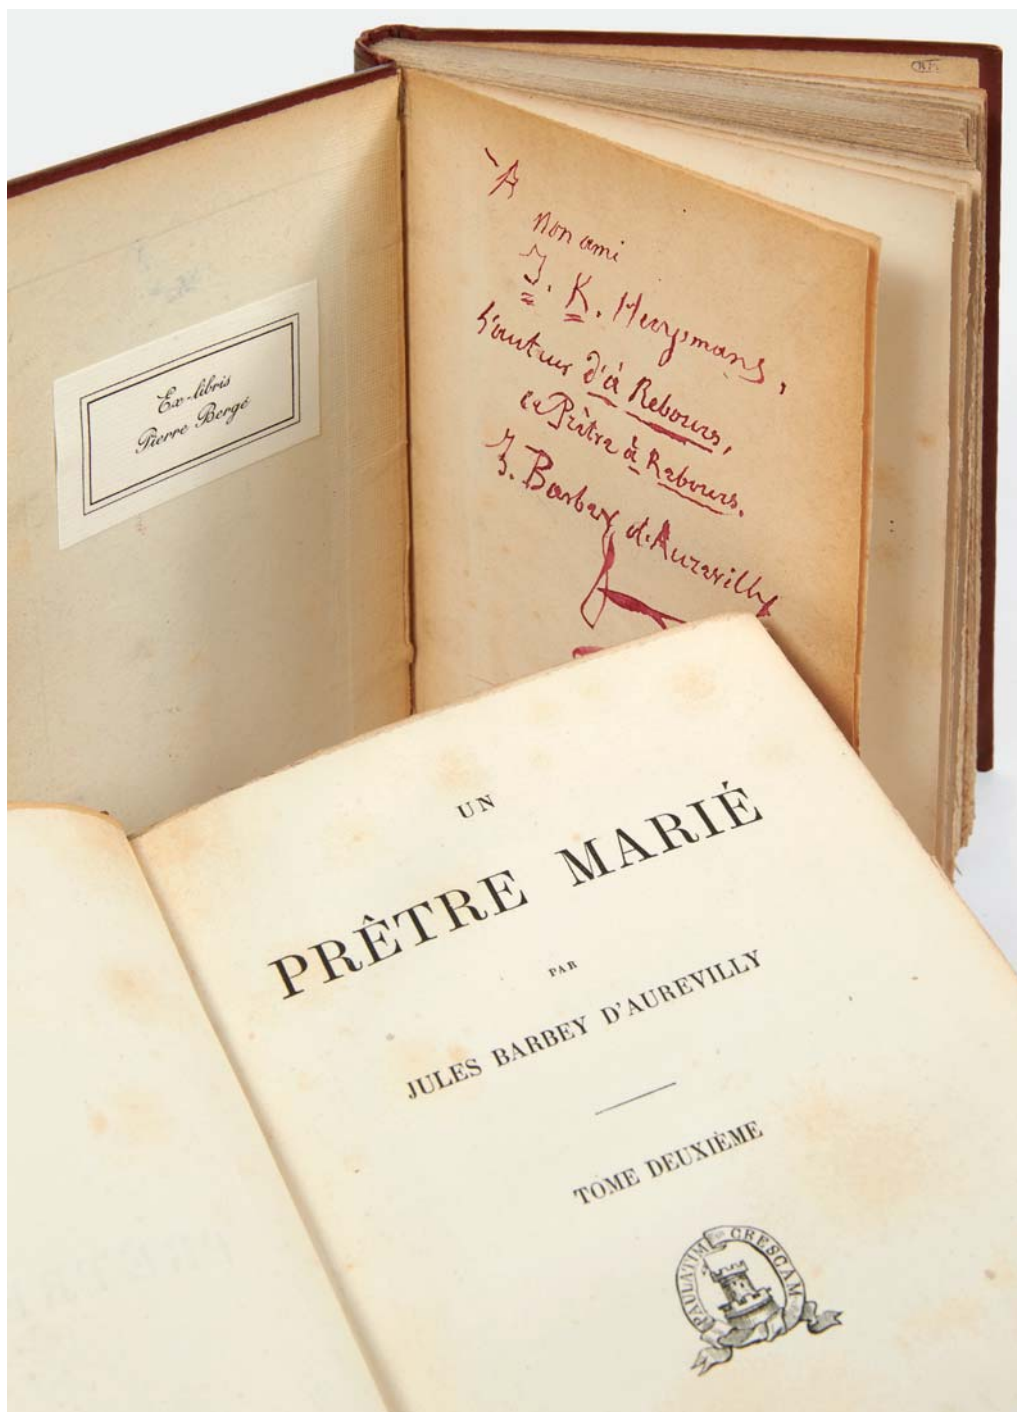 Ex-libris
Pierre Bergé
À
mon ami
J. K. Huysmans,
l'auteur d'à Rebours,
ce Prêtre à Rebours.
J. Barbey d'Aurevilly
UN
PRÊTRE MARIÉ
PAR
JULES BARBEY D'AUREVILLY
TOME DEUXIÈME
PAULATIM CRESCAM